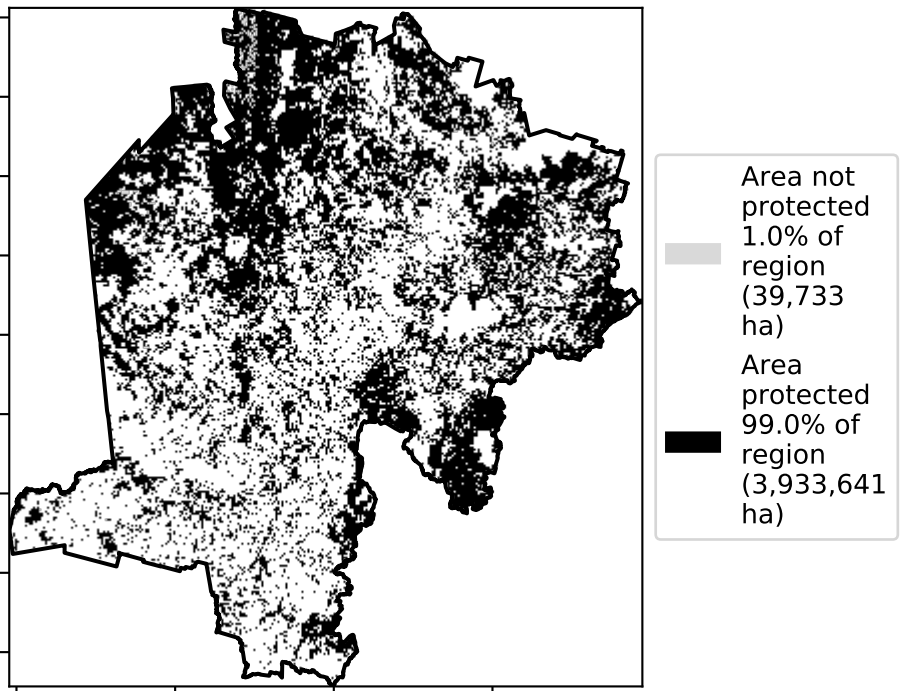 Area not
protected
1.0% of
region
(39,733
ha)
Area
protected
99.0% of
region
(3,933,641
ha)